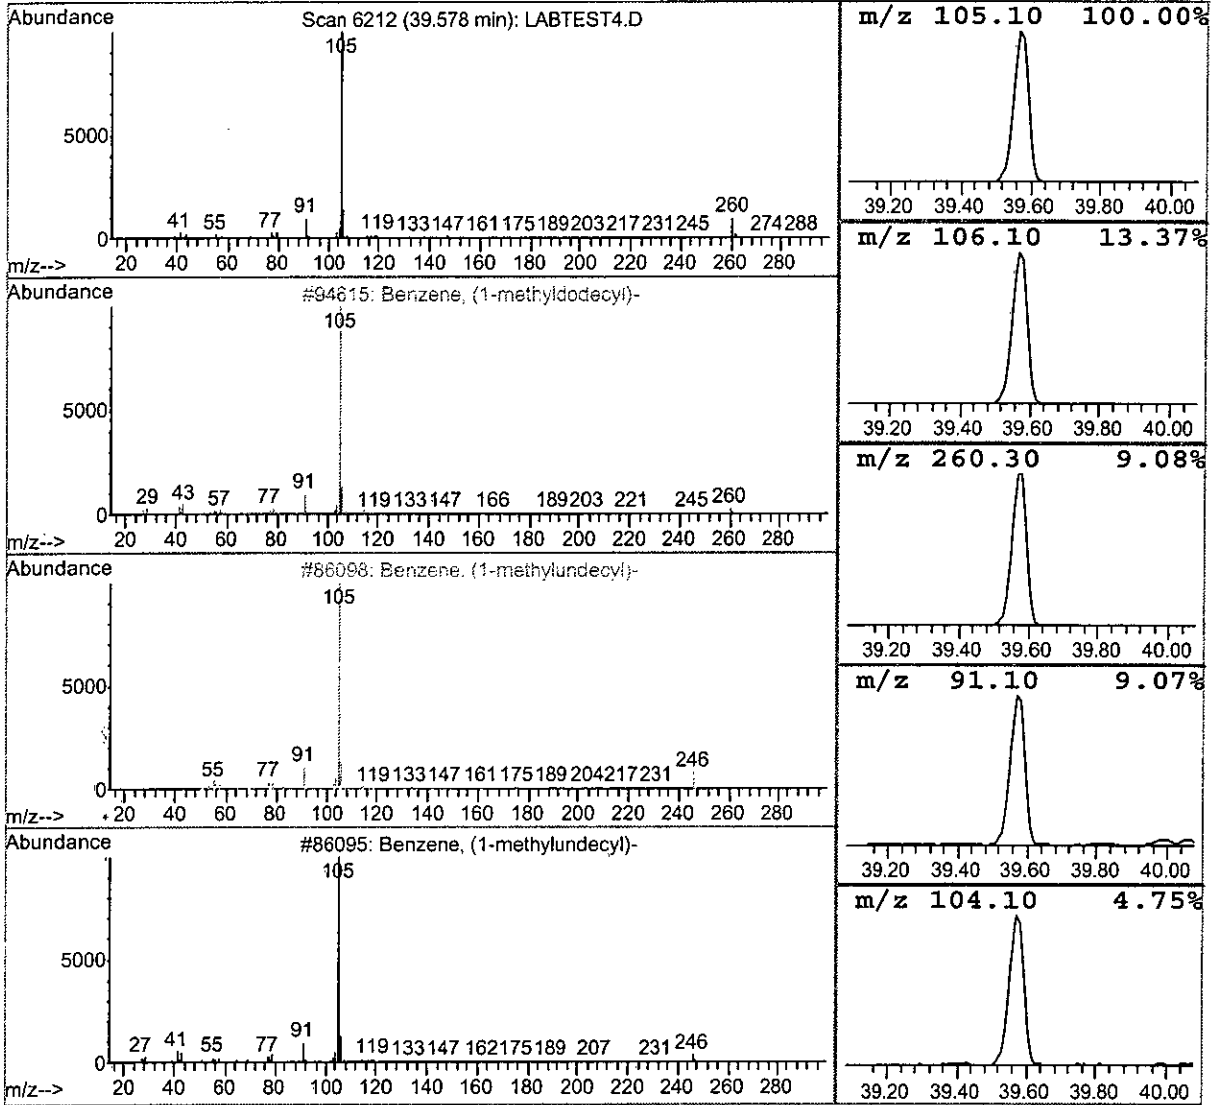 Abundance
Scan 6212 (39.578 min): LABTEST4.D
105
5000
41 55 77 91 119 133 147 161 175 189 203 217 231 245 260 274 288
0
20 40 60 80 100 120 140 160 180 200 220 240 260 280
m/z-->
Abundance
#94615: Benzene, (1-methyldodecyl)-
105
5000
29 43 57 77 91 119 133 147 166 189 203 221 245 260
0
20 40 60 80 100 120 140 160 180 200 220 240 260 280
m/z-->
Abundance
#86098: Benzene, (1-methylundecyl)-
105
5000
55 77 91 119 133 147 161 175 189 204 217 231 246
0
20 40 60 80 100 120 140 160 180 200 220 240 260 280
m/z-->
Abundance
#86095: Benzene, (1-methylundecyl)-
105
5000
27 41 55 77 91 119 133 147 162 175 189 207 231 246
0
20 40 60 80 100 120 140 160 180 200 220 240 260 280
m/z-->
m/z 105.10 100.00%
39.20 39.40 39.60 39.80 40.00
m/z 106.10 13.37%
39.20 39.40 39.60 39.80 40.00
m/z 260.30 9.08%
39.20 39.40 39.60 39.80 40.00
m/z 91.10 9.07%
39.20 39.40 39.60 39.80 40.00
m/z 104.10 4.75%
39.20 39.40 39.60 39.80 40.00